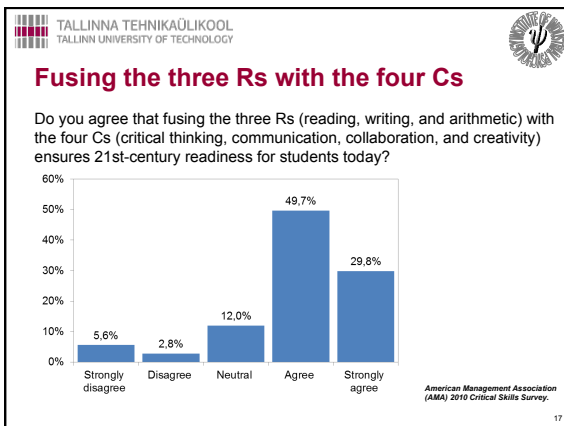 TALLINNA TEHNIKAÜLIKOOL
TALLINN UNIVERSITY OF TECHNOLOGY
Fusing the three Rs with the four Cs
Do you agree that fusing the three Rs (reading, writing, and arithmetic) with
the four Cs (critical thinking, communication, collaboration, and creativity)
ensures 21st-century readiness for students today?
60%
50%
40%
30%
20%
10%
0%
5,6%
2,8%
12,0%
49,7%
29,8%
Strongly
disagree
Disagree
Neutral
Agree
Strongly
agree
American Management Association
(AMA) 2010 Critical Skills Survey.
17